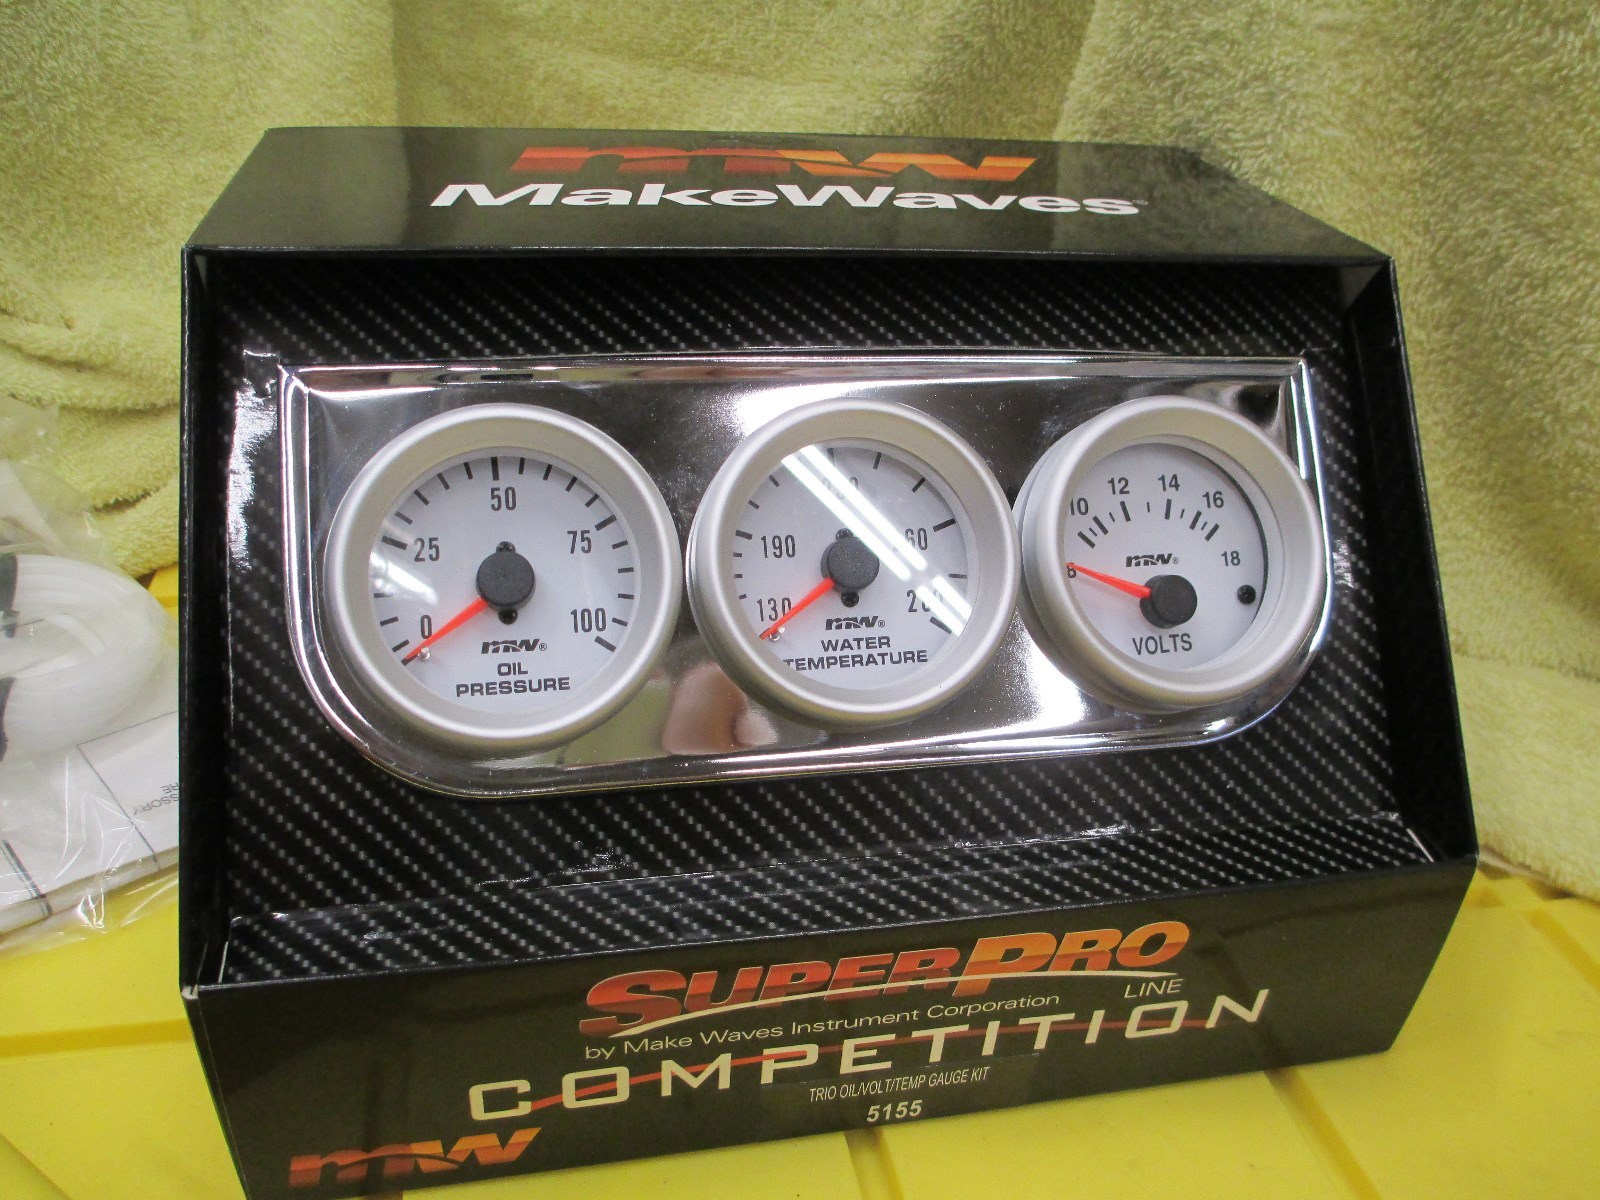 mw
MakeWaves®
25
50
75
0
100
mw®
OIL
PRESSURE
190
130
mw®
WATER
TEMPERATURE
10
12
14
16
8
18
mw®
VOLTS
SUPERPRO
LINE
by Make Waves Instrument Corporation
COMPETITION
TRIO OIL/VOLT/TEMP GAUGE KIT
5155
mw